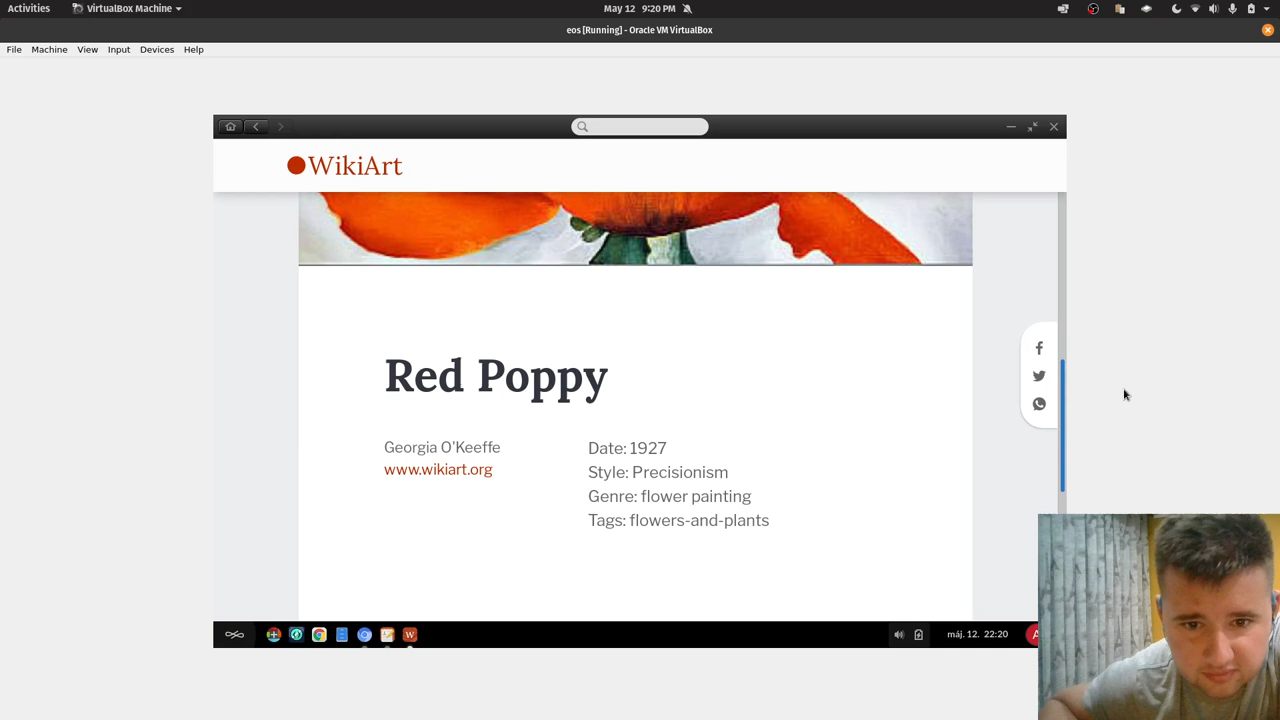 Activities VirtualBox Machine May 12 9:20 PM
eos [Running] - Oracle VM VirtualBox
File Machine View Input Devices Help
WikiArt
Red Poppy
Georgia O'Keeffe
www.wikiart.org
Date: 1927
Style: Precisionism
Genre: flower painting
Tags: flowers-and-plants
W
máj. 12. 22:20